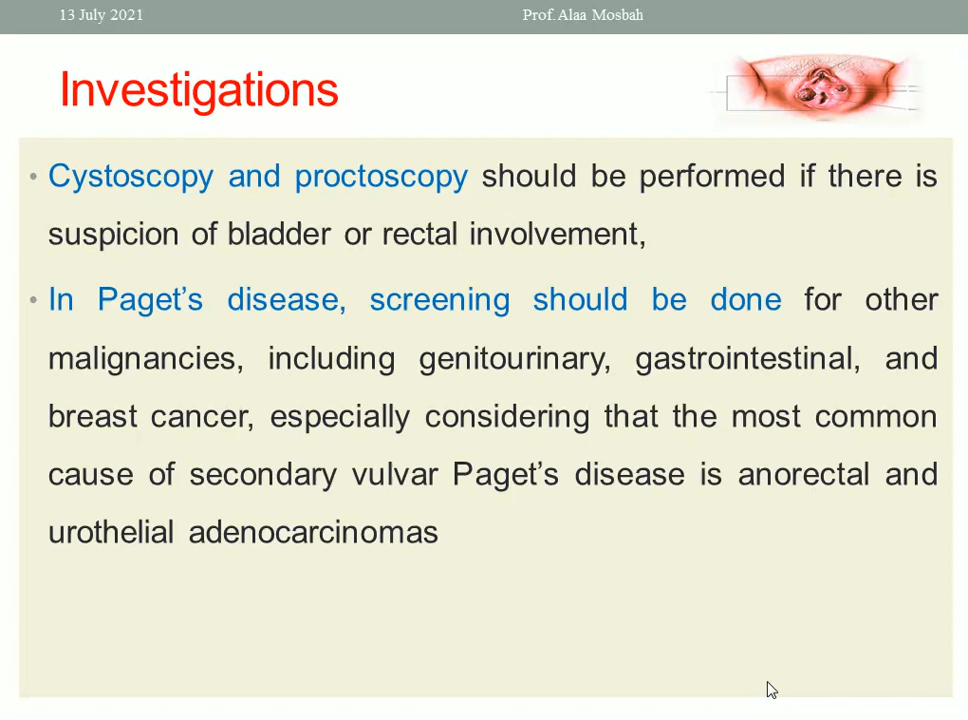 13 July 2021
Prof. Alaa Mosbah
Investigations
• Cystoscopy and proctoscopy should be performed if there is
suspicion of bladder or rectal involvement,
• In Paget’s disease, screening should be done for other
malignancies, including genitourinary, gastrointestinal, and
breast cancer, especially considering that the most common
cause of secondary vulvar Paget’s disease is anorectal and
urothelial adenocarcinomas